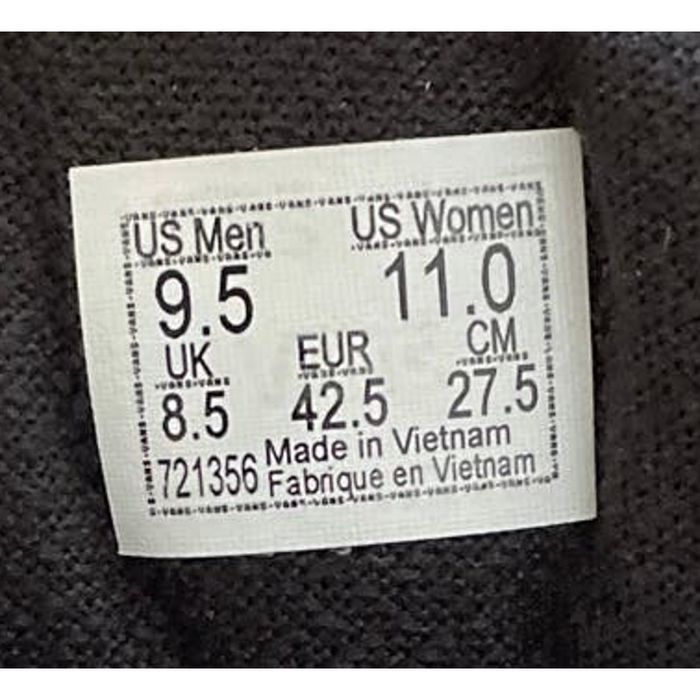 US Men US Women
9.5 11.0
UK EUR CM
8.5 42.5 27.5
721356 Made in Vietnam
Fabrique en Vietnam